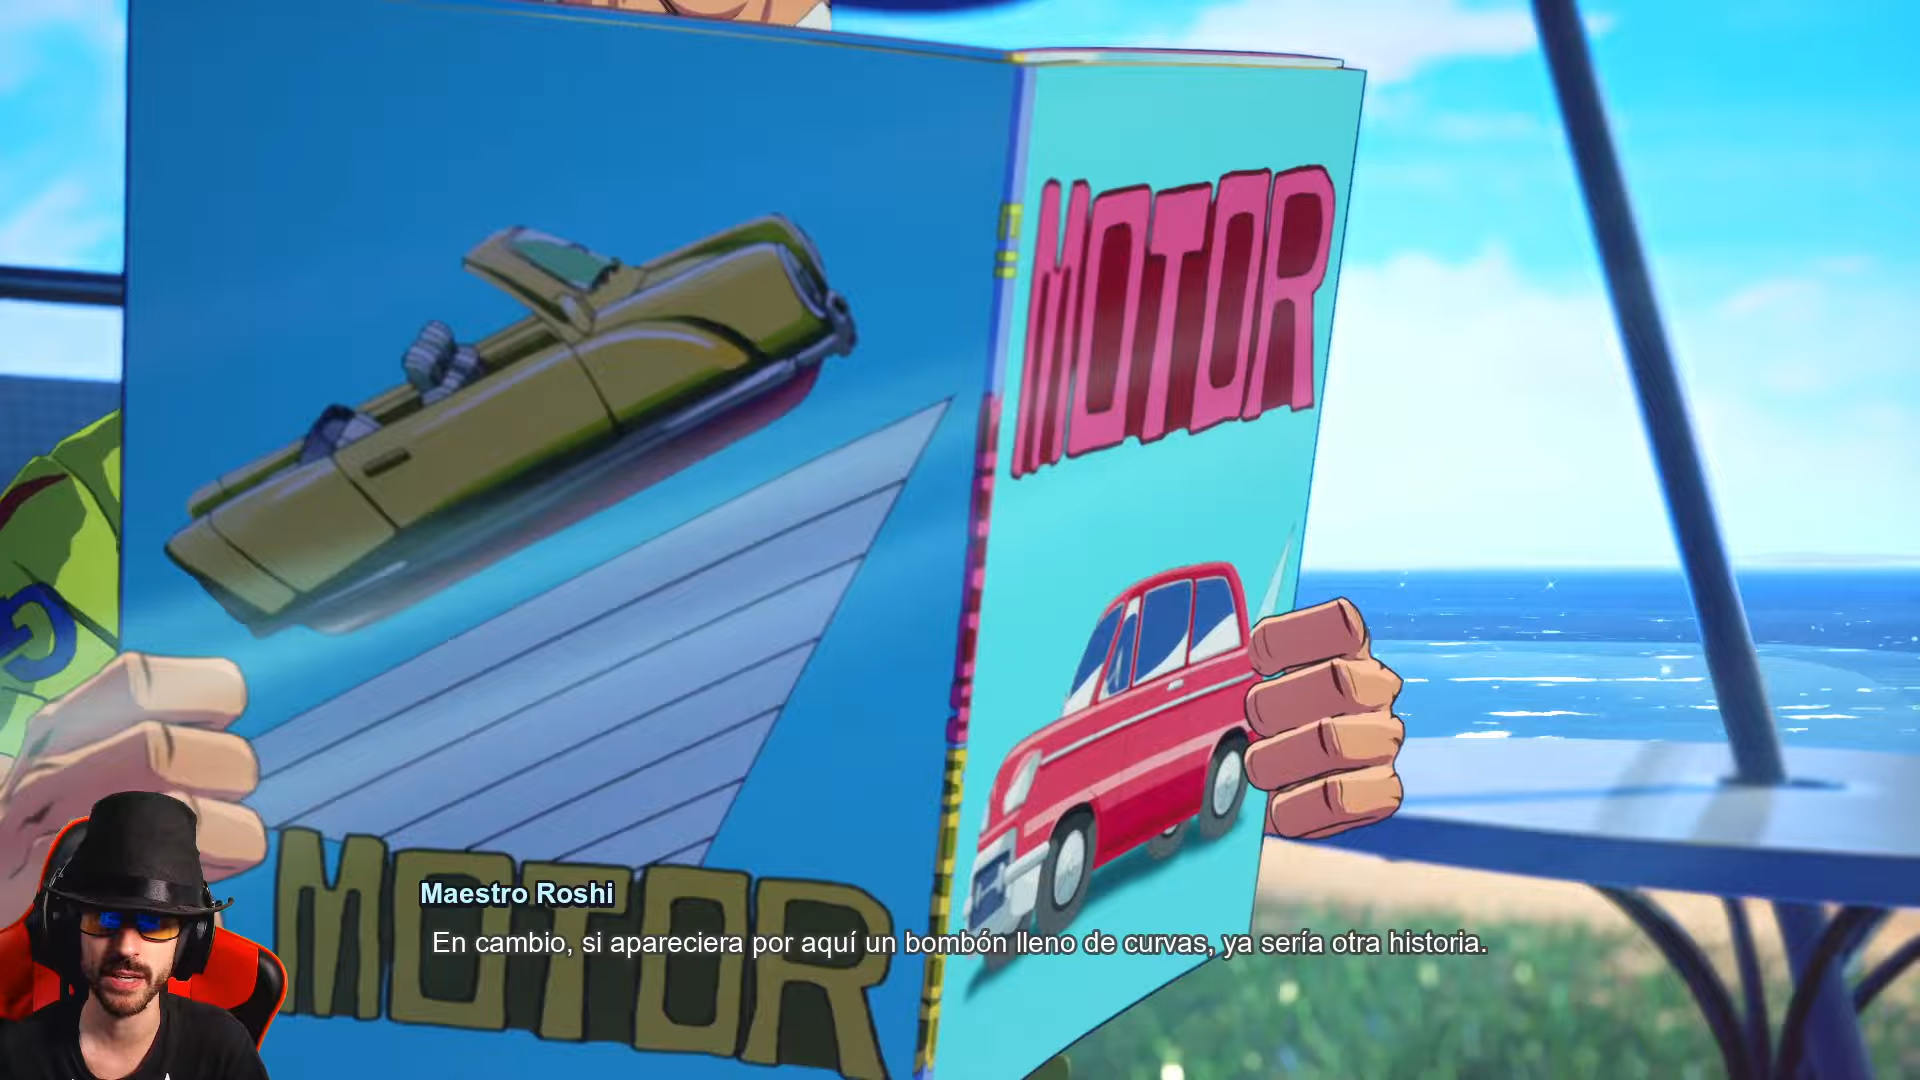 MOTOR
MOTOR
Maestro Roshi
En cambio, si apareciera por aquí un bombón lleno de curvas, ya sería otra historia.